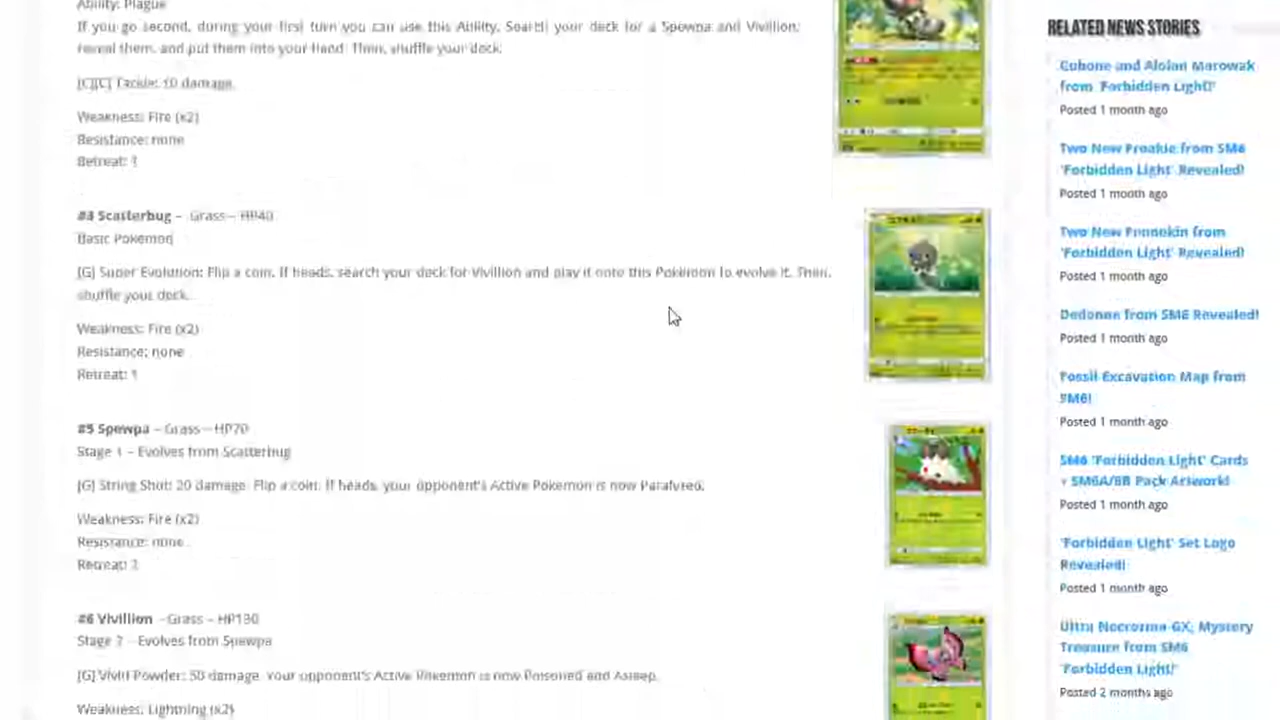 Ability: Plague
If you go second, during your first turn you can use this Ability. Search your deck for a Spewpa and Vivillion,
reveal them, and put them into your hand. Then, shuffle your deck.
[C][C] Tackle: 10 damage.
Weakness: Fire (x2)
Resistance: none
Retreat: 1
#4 Scatterbug – Grass – HP40
Basic Pokemon
[G] Super Evolution: Flip a coin. If heads, search your deck for Vivillion and play it onto this Pokemon to evolve it. Then,
shuffle your deck.
Weakness: Fire (x2)
Resistance: none
Retreat: 1
#5 Spewpa – Grass – HP70
Stage 1 – Evolves from Scatterbug
[G] String Shot: 20 damage. Flip a coin. If heads, your opponent's Active Pokemon is now Paralyzed.
Weakness: Fire (x2)
Resistance: none
Retreat: 2
#6 Vivillion – Grass – HP130
Stage 2 – Evolves from Spewpa
[G] Vivid Powder: 50 damage. your opponent's Active Pokemon is now Poisoned and Asleep.
Weakness: Lightning (x2)
RELATED NEWS STORIES
Cubone and Alolan Marowak
from 'Forbidden Light!'
Posted 1 month ago
Two New Froakie from SM6
'Forbidden Light' Revealed!
Posted 1 month ago
Two New Fennekin from
'Forbidden Light' Revealed!
Posted 1 month ago
Dedenne from SM6 Revealed!
Posted 1 month ago
Fossil Excavation Map from
SM6!
Posted 1 month ago
SM6 'Forbidden Light' Cards
+ SM6A/6B Pack Artwork!
Posted 1 month ago
'Forbidden Light' Set Logo
Revealed!
Posted 1 month ago
Ultra Necrozma-GX, Mystery
Treasure from SM6
'Forbidden Light!'
Posted 2 months ago